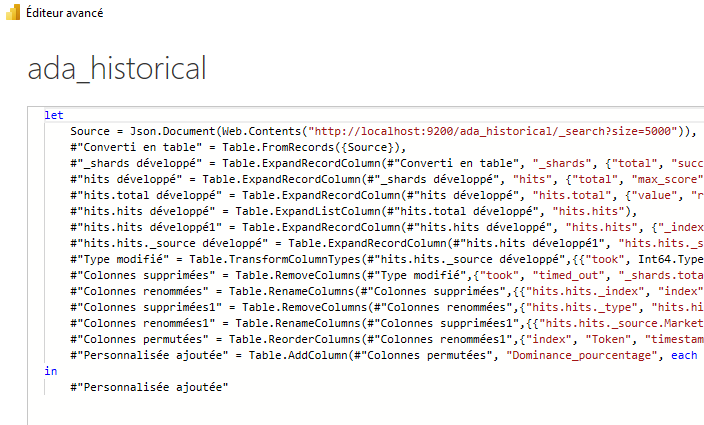 Éditeur avancé
ada_historical
let
Source = Json.Document(Web.Contents("http://localhost:9200/ada_historical/_search?size=5000")),
#"Converti en table" = Table.FromRecords({Source}),
#"_shards développé" = Table.ExpandRecordColumn(#"Converti en table", "_shards", {"total", "succ
#"hits développé" = Table.ExpandRecordColumn(#"_shards développé", "hits", {"total", "max_score"
#"hits.total développé" = Table.ExpandRecordColumn(#"hits développé", "hits.total", {"value", "r
#"hits.hits développé" = Table.ExpandListColumn(#"hits.total développé", "hits.hits"),
#"hits.hits développé1" = Table.ExpandRecordColumn(#"hits.hits développé", "hits.hits", {"_index
#"hits.hits._source développé" = Table.ExpandRecordColumn(#"hits.hits développé1", "hits.hits._s
#"Type modifié" = Table.TransformColumnTypes(#"hits.hits._source développé",{{"took", Int64.Type
#"Colonnes supprimées" = Table.RemoveColumns(#"Type modifié",{"took", "timed_out", "_shards.tota
#"Colonnes renommées" = Table.RenameColumns(#"Colonnes supprimées",{{"hits.hits._index", "index"
#"Colonnes supprimées1" = Table.RemoveColumns(#"Colonnes renommées",{"hits.hits._type", "hits.hi
#"Colonnes renommées1" = Table.RenameColumns(#"Colonnes supprimées1",{{"hits.hits._source.Market
#"Colonnes permutées" = Table.ReorderColumns(#"Colonnes renommées1",{"index", "Token", "timestam
#"Personnalisée ajoutée" = Table.AddColumn(#"Colonnes permutées", "Dominance_pourcentage", each
in
#"Personnalisée ajoutée"